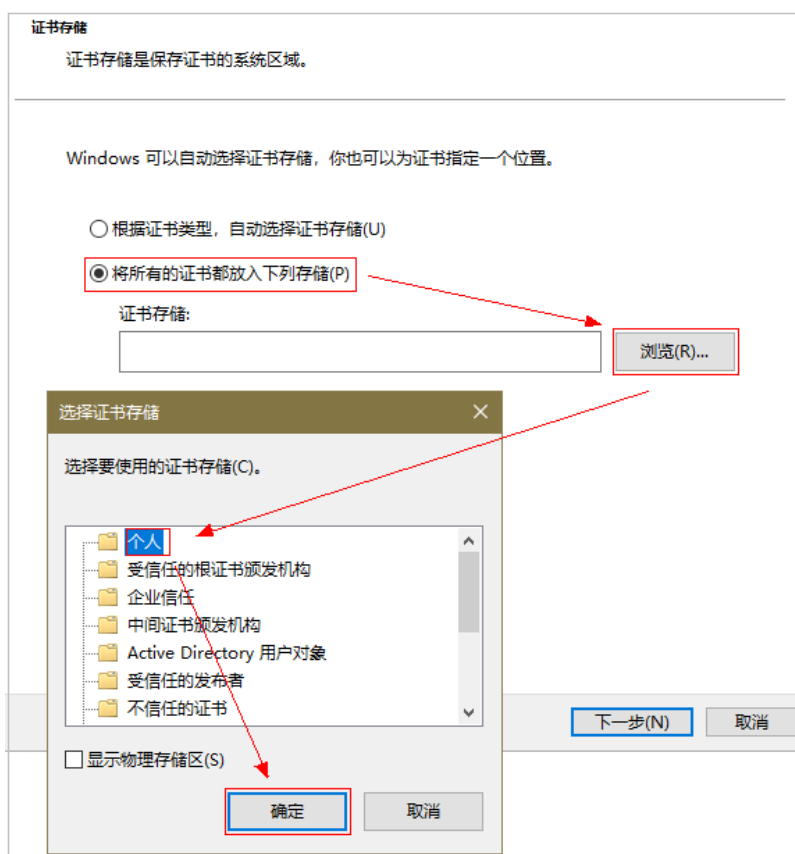 证书存储
证书存储是保存证书的系统区域。
Windows 可以自动选择证书存储，你也可以为证书指定一个位置。
根据证书类型，自动选择证书存储(U)
将所有的证书都放入下列存储(P)
证书存储:
浏览(R)...
选择证书存储
选择要使用的证书存储(C)。
个人
受信任的根证书颁发机构
企业信任
中间证书颁发机构
Active Directory 用户对象
受信任的发布者
不信任的证书
显示物理存储区(S)
确定
取消
下一步(N)
取消